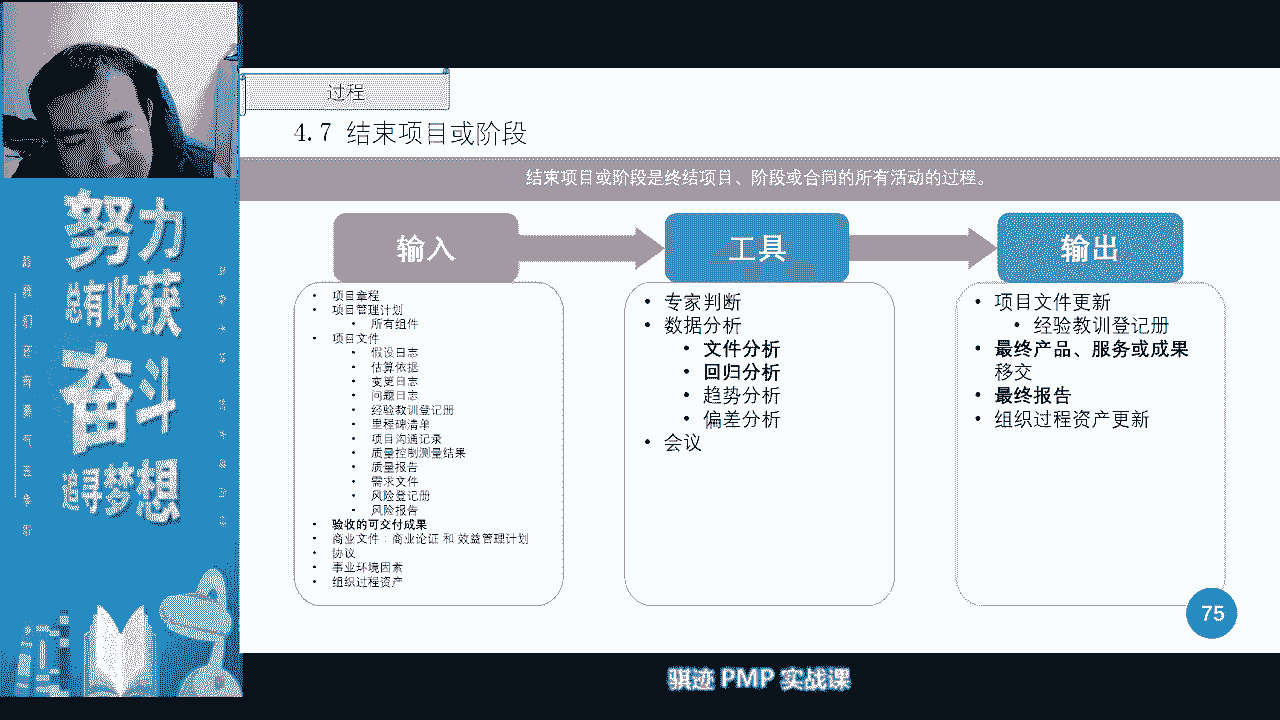 过程
4.7 结束项目或阶段
结束项目或阶段是终结项目、阶段或合同的所有活动的过程。
输入
• 项目章程
• 项目管理计划
• 所有组件
• 项目文件
• 假设日志
• 估算依据
• 变更日志
• 问题日志
• 经验教训登记册
• 里程碑清单
• 项目沟通记录
• 质量控制测量结果
• 质量报告
• 需求文件
• 风险登记册
• 风险报告
• 验收的可交付成果
• 商业文件：商业论证 和 效益管理计划
• 协议
• 事业环境因素
• 组织过程资产
工具
• 专家判断
• 数据分析
• 文件分析
• 回归分析
• 趋势分析
• 偏差分析
• 会议
输出
• 项目文件更新
• 经验教训登记册
• 最终产品、服务或成果
移交
• 最终报告
• 组织过程资产更新
75
努力
总有收获
奋斗
追寻梦想
骐迹 PMP 实战课